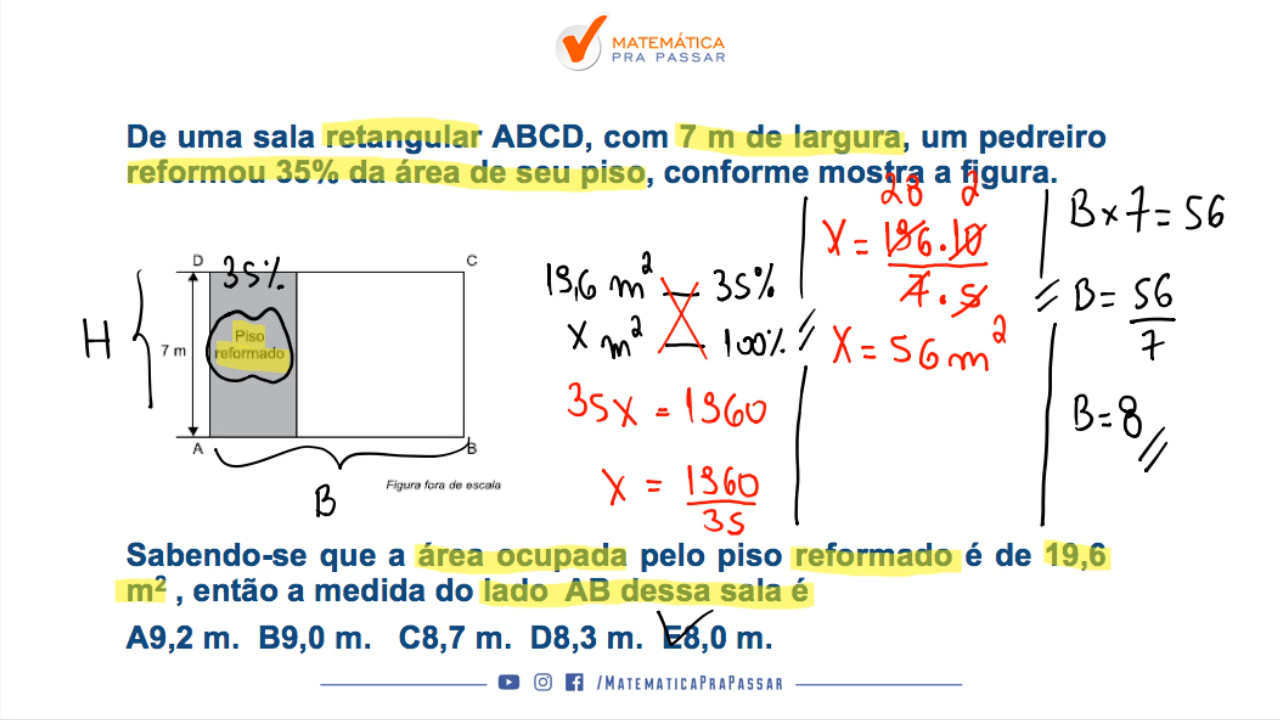 MATEMÁTICA
PRA PASSAR
De uma sala retangular ABCD, com 7 m de largura, um pedreiro
reformou 35% da área de seu piso, conforme mostra a figura.
D 35% C
H
7 m
Piso
reformado
A B
B
Figura fora de escala
19,6 m² — 35%
x m² — 100%
35x = 1960
x = 1960
35
28 2
X = 196 . 10
7 . 5
X = 56 m²
B x 7 = 56
B = 56
7
B = 8
Sabendo-se que a área ocupada pelo piso reformado é de 19,6
m² , então a medida do lado AB dessa sala é
A9,2 m. B9,0 m. C8,7 m. D8,3 m. E8,0 m.
/MatematicaPraPassar